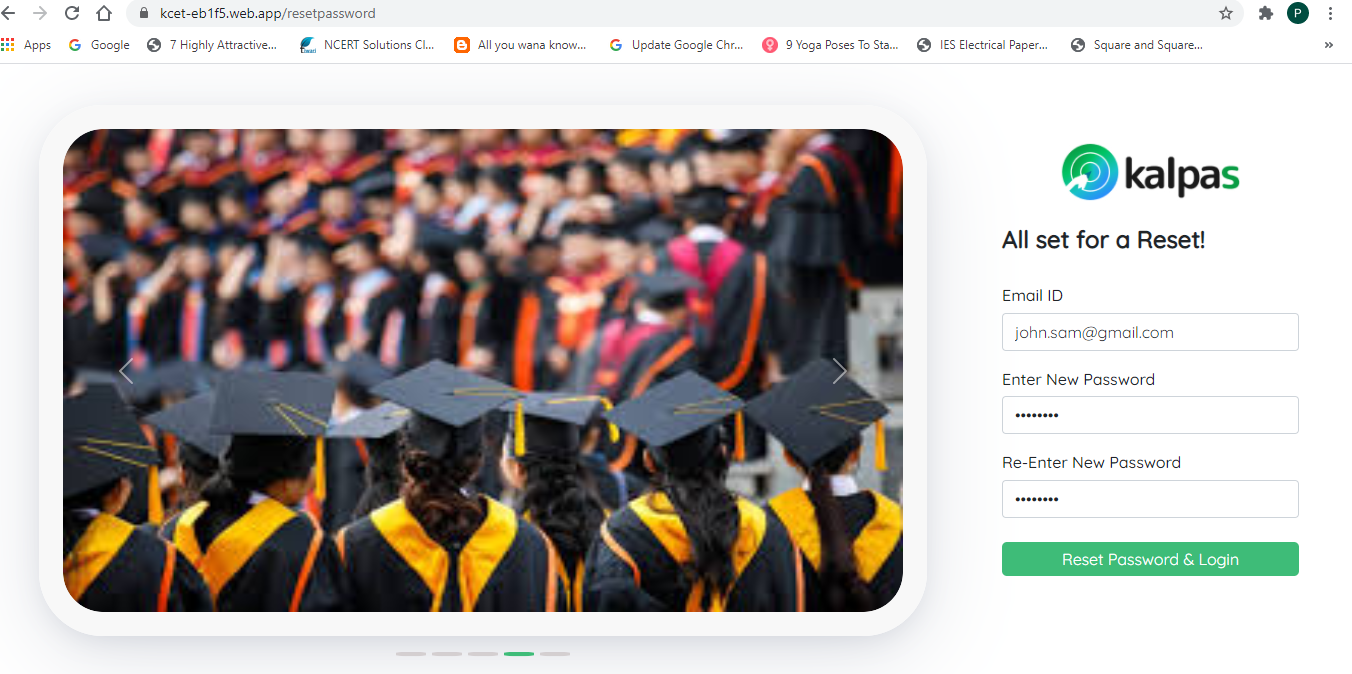 kcet-eb1f5.web.app/resetpassword
P
Apps
Google
7 Highly Attractive...
NCERT Solutions Cl...
All you wana know...
Update Google Chr...
9 Yoga Poses To Sta...
IES Electrical Paper...
Square and Square...
»
kalpas
All set for a Reset!
Email ID
john.sam@gmail.com
Enter New Password
••••••••
Re-Enter New Password
••••••••
Reset Password & Login